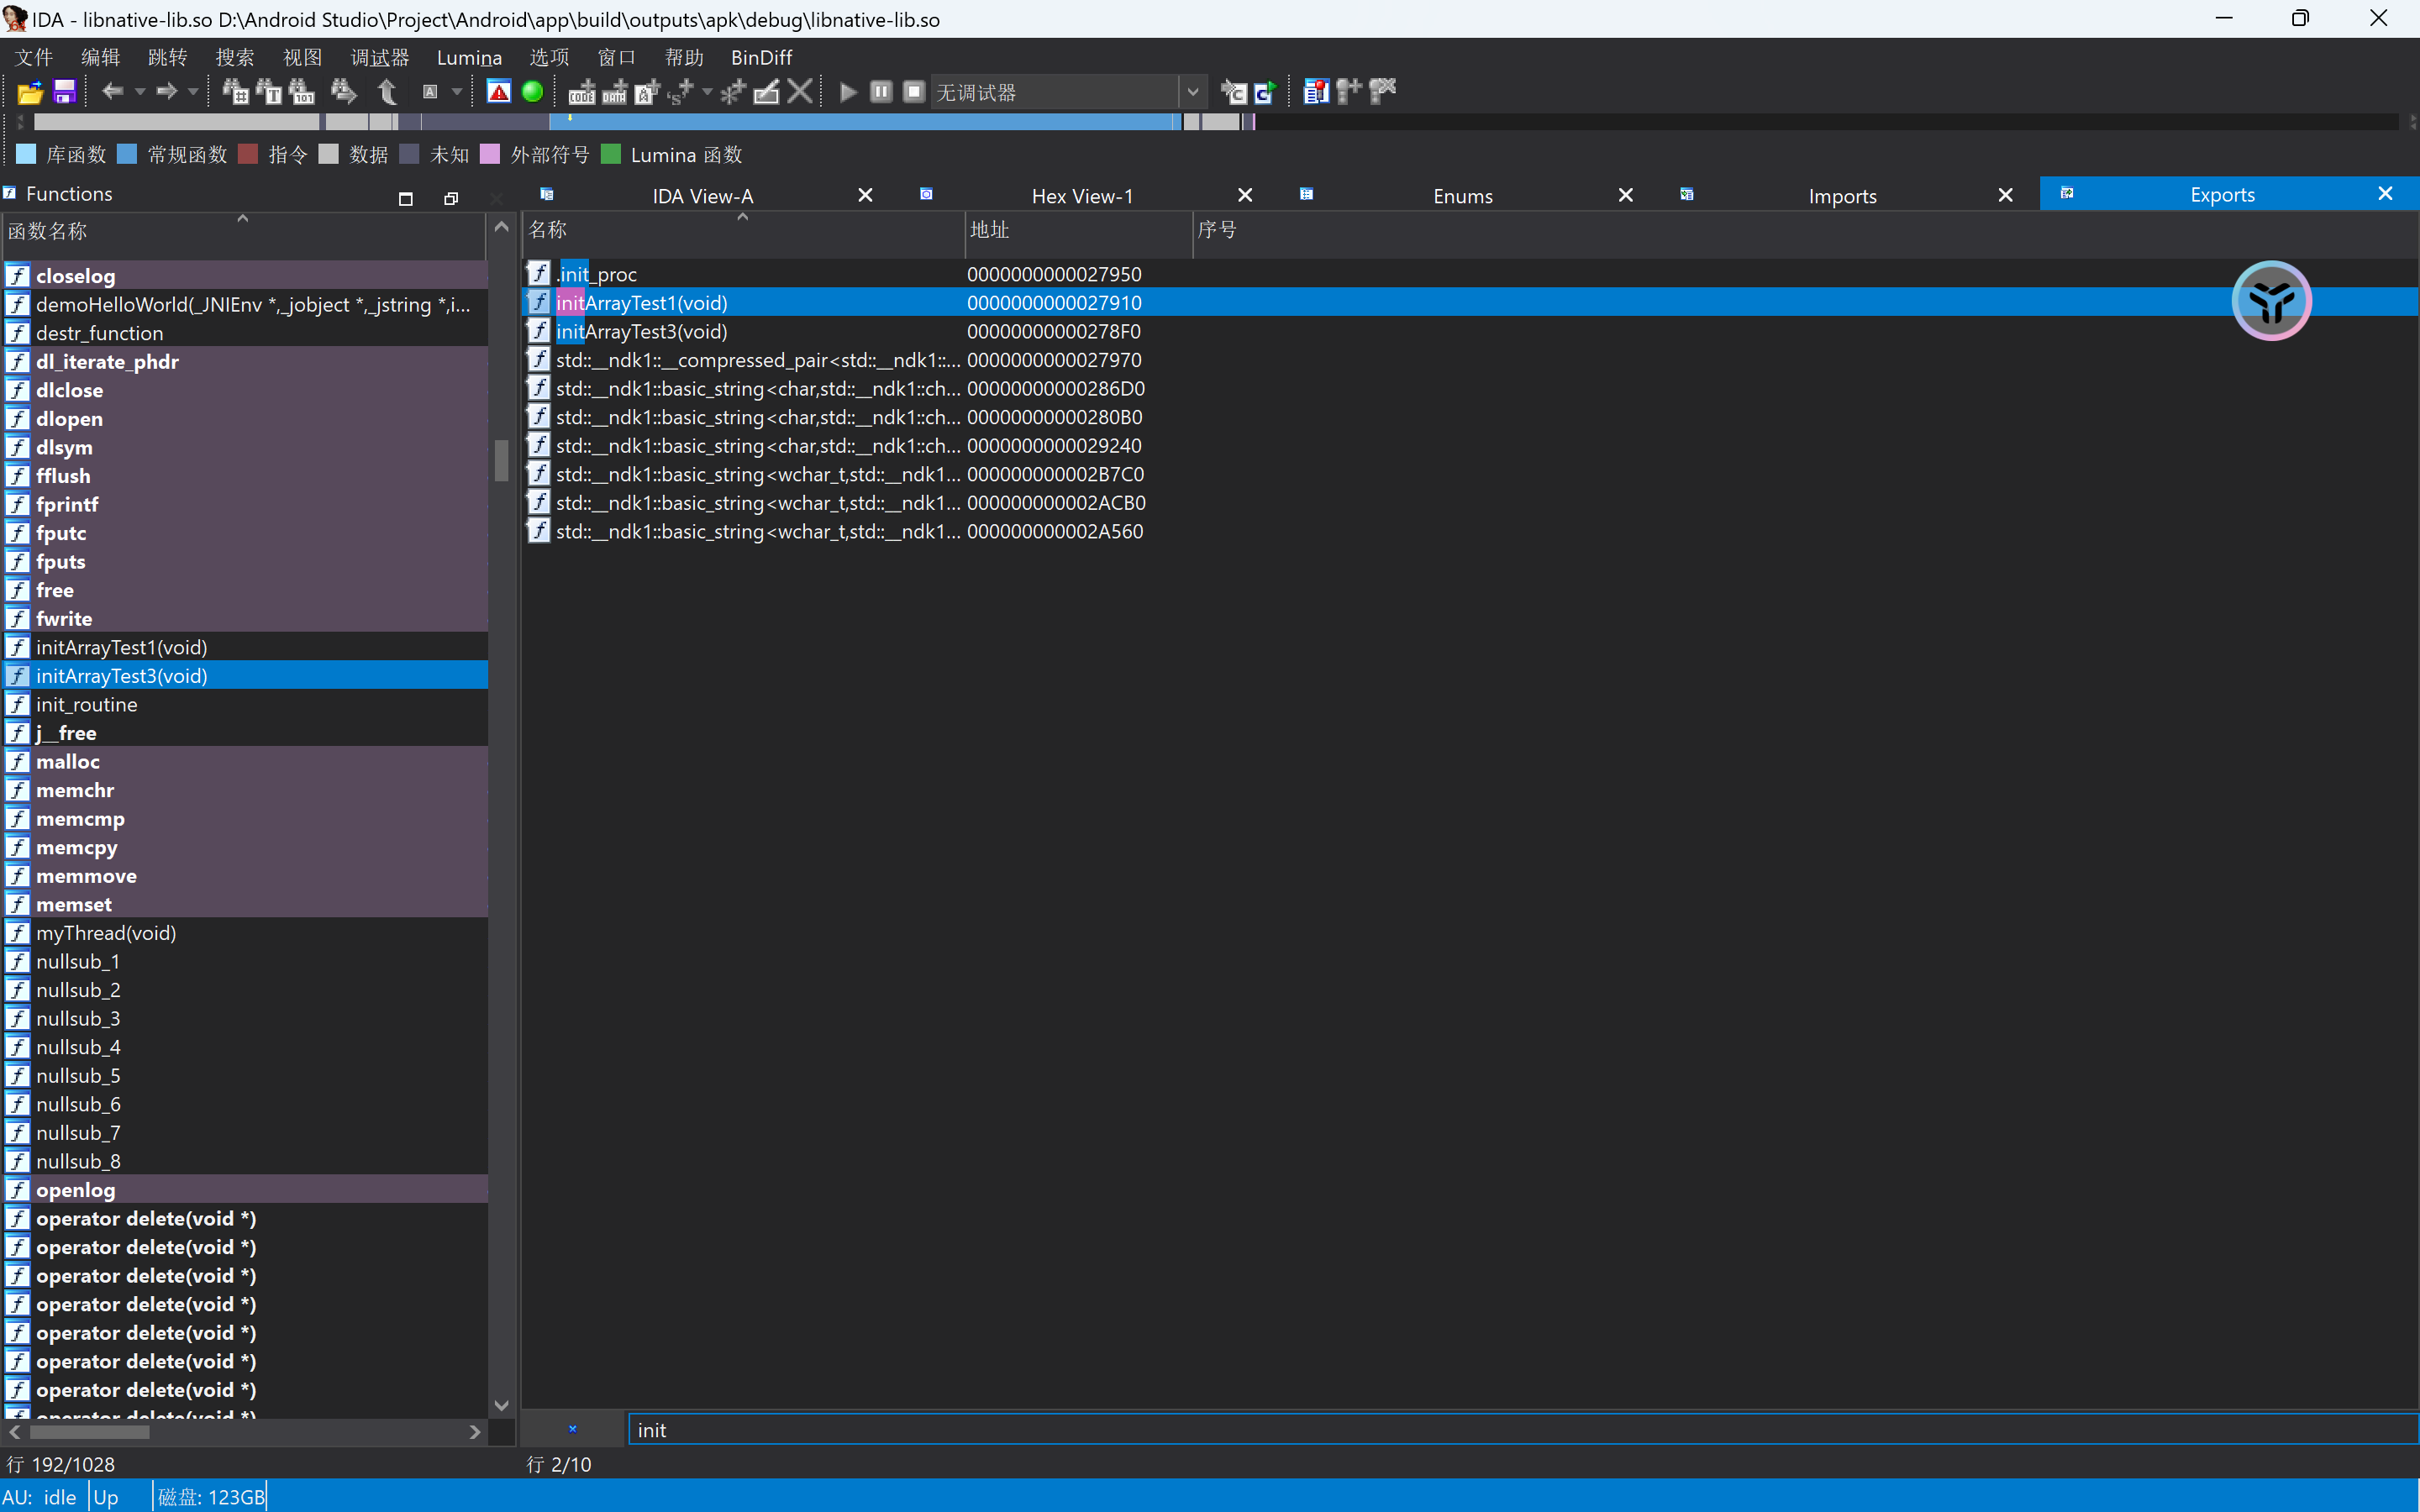 IDA - libnative-lib.so D:\Android Studio\Project\Android\app\build\outputs\apk\debug\libnative-lib.so
文件 编辑 跳转 搜索 视图 调试器 Lumina 选项 窗口 帮助 BinDiff
无调试器
库函数 常规函数 指令 数据 未知 外部符号 Lumina 函数
Functions
函数名称
closelog
demoHelloWorld(_JNIEnv *,_jobject *,_jstring *,i...
destr_function
dl_iterate_phdr
dlclose
dlopen
dlsym
fflush
fprintf
fputc
fputs
free
fwrite
initArrayTest1(void)
initArrayTest3(void)
init_routine
j__free
malloc
memchr
memcmp
memcpy
memmove
memset
myThread(void)
nullsub_1
nullsub_2
nullsub_3
nullsub_4
nullsub_5
nullsub_6
nullsub_7
nullsub_8
openlog
operator delete(void *)
operator delete(void *)
operator delete(void *)
operator delete(void *)
operator delete(void *)
operator delete(void *)
operator delete(void *)
operator delete(void *)
行 192/1028
IDA View-A Hex View-1 Enums Imports Exports
名称 地址 序号
.init_proc 0000000000027950
initArrayTest1(void) 0000000000027910
initArrayTest3(void) 00000000000278F0
std::__ndk1::__compressed_pair<std::__ndk1::... 0000000000027970
std::__ndk1::basic_string<char,std::__ndk1::ch... 00000000000286D0
std::__ndk1::basic_string<char,std::__ndk1::ch... 00000000000280B0
std::__ndk1::basic_string<char,std::__ndk1::ch... 0000000000029240
std::__ndk1::basic_string<wchar_t,std::__ndk1... 000000000002B7C0
std::__ndk1::basic_string<wchar_t,std::__ndk1... 000000000002ACB0
std::__ndk1::basic_string<wchar_t,std::__ndk1... 000000000002A560
init
行 2/10
AU: idle Up 磁盘: 123GB